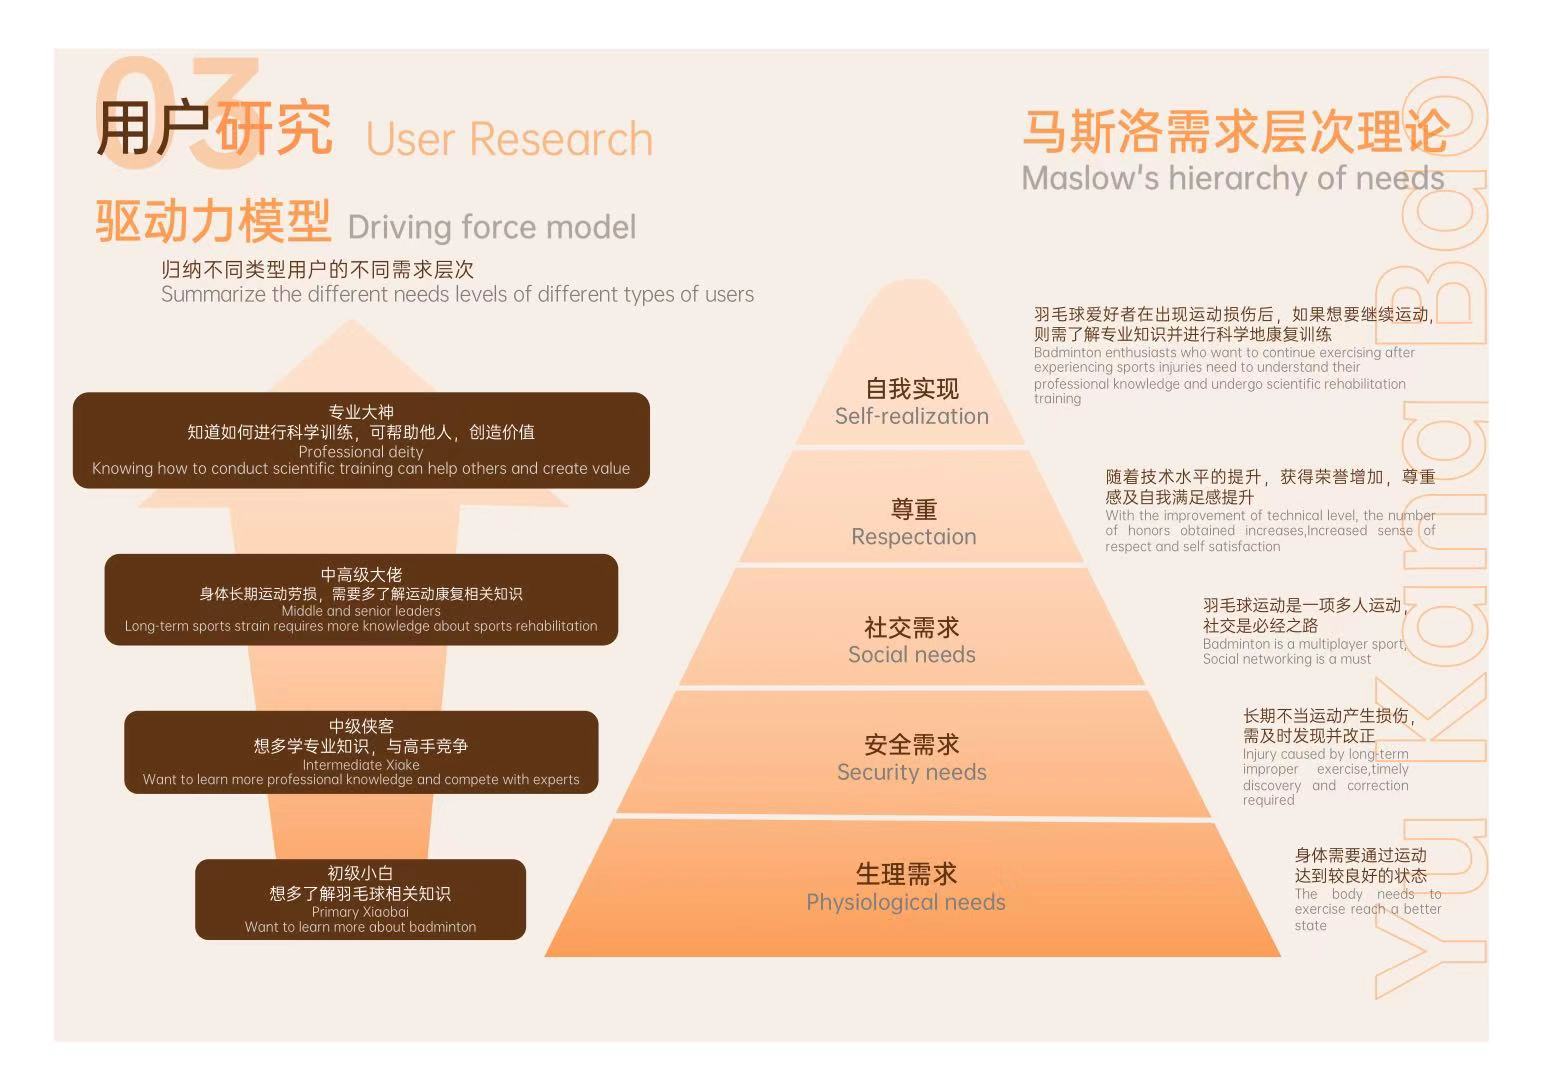 03
用户研究 User Research
驱动力模型 Driving force model
归纳不同类型用户的不同需求层次
Summarize the different needs levels of different types of users
专业大神
知道如何进行科学训练，可帮助他人，创造价值
Professional deity
Knowing how to conduct scientific training can help others and create value
中高级大佬
身体长期运动劳损，需要多了解运动康复相关知识
Middle and senior leaders
Long-term sports strain requires more knowledge about sports rehabilitation
中级侠客
想多学专业知识，与高手竞争
Intermediate Xiake
Want to learn more professional knowledge and compete with experts
初级小白
想多了解羽毛球相关知识
Primary Xiaobai
Want to learn more about badminton
马斯洛需求层次理论
Maslow's hierarchy of needs
自我实现
Self-realization
羽毛球爱好者在出现运动损伤后，如果想要继续运动，
则需了解专业知识并进行科学地康复训练
Badminton enthusiasts who want to continue exercising after
experiencing sports injuries need to understand their
professional knowledge and undergo scientific rehabilitation
training
尊重
Respectaion
随着技术水平的提升，获得荣誉增加，尊重
感及自我满足感提升
With the improvement of technical level, the number
of honors obtained increases,Increased sense of
respect and self satisfaction
社交需求
Social needs
羽毛球运动是一项多人运动，
社交是必经之路
Badminton is a multiplayer sport,
Social networking is a must
安全需求
Security needs
长期不当运动产生损伤，
需及时发现并改正
Injury caused by long-term
improper exercise,timely
discovery and correction
required
生理需求
Physiological needs
身体需要通过运动
达到较良好的状态
The body needs to
exercise reach a better
state
Yu Kang Bao